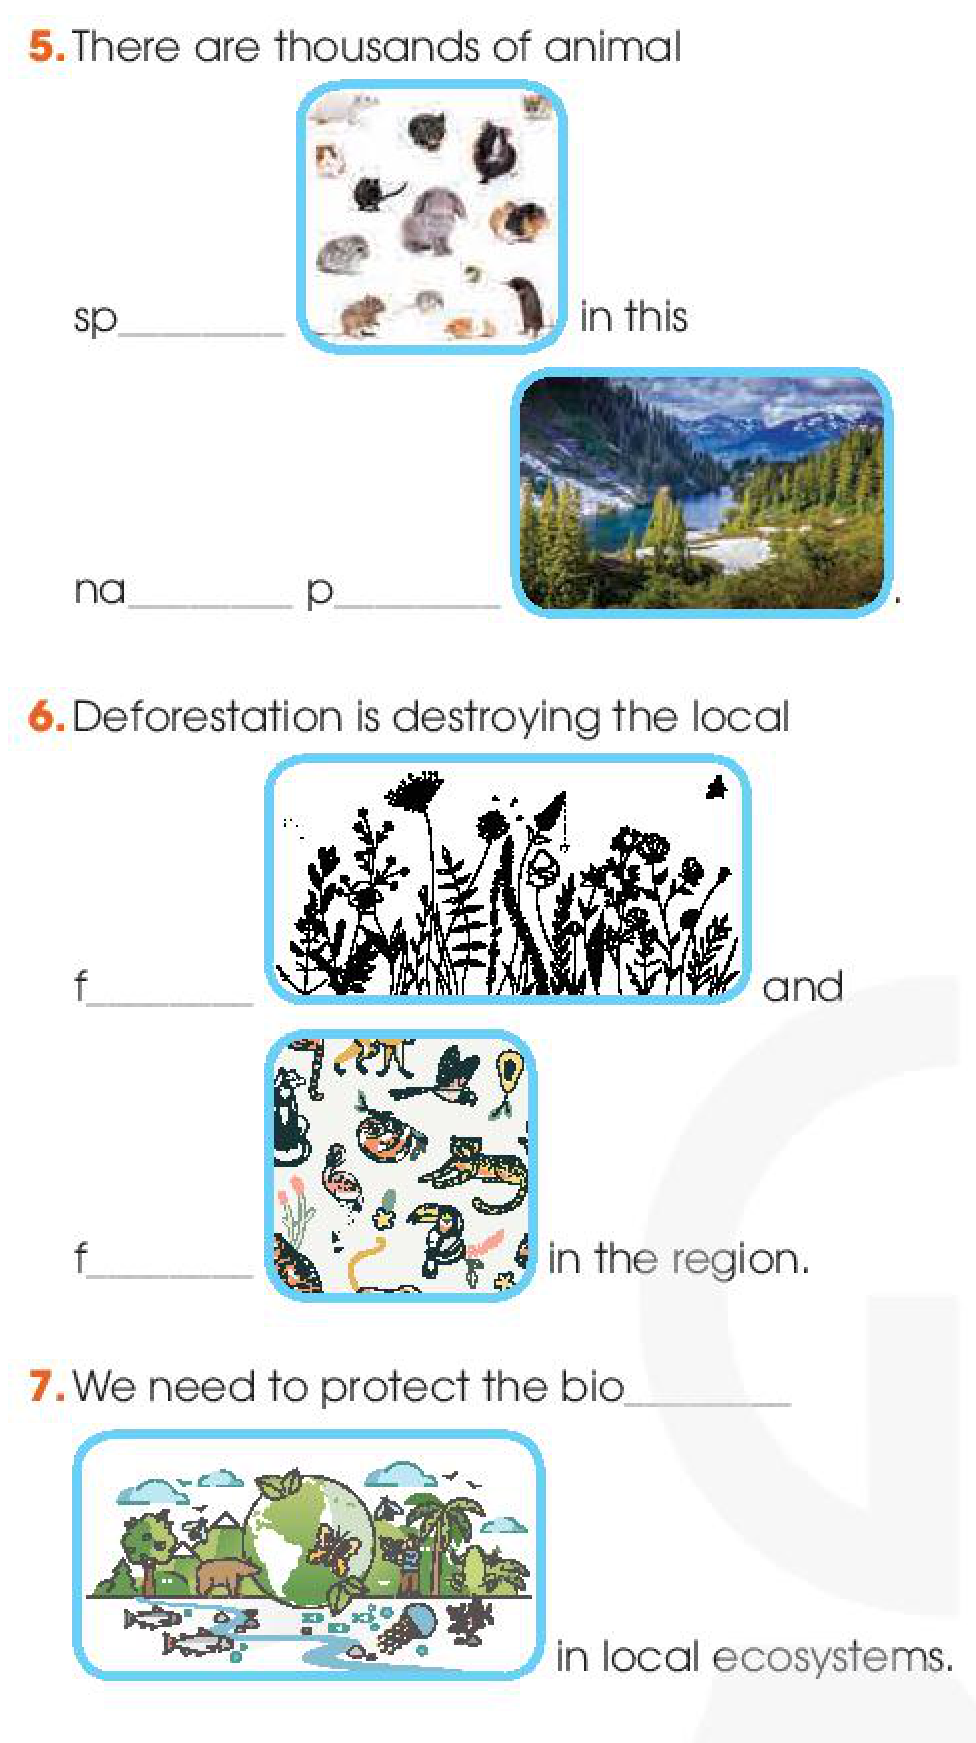 5. There are thousands of animal
sp________ in this
na________ p________ .
6. Deforestation is destroying the local
f________ and
f________ in the region.
7. We need to protect the bio________
in local ecosystems.